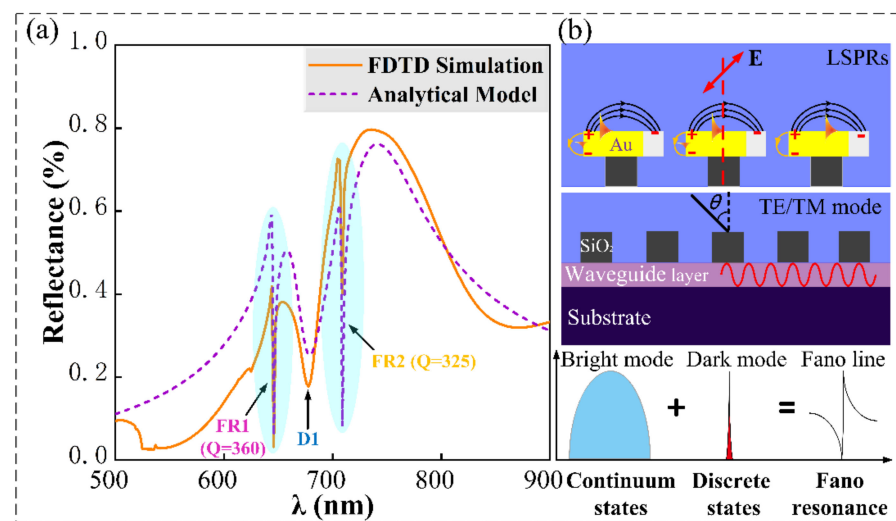 (a)
1.0
0.8
0.6
0.4
0.2
0.0
Reflectance (%)
FDTD Simulation
Analytical Model
FR1
(Q=360)
D1
FR2 (Q=325)
500
600
700
800
900
λ (nm)
(b)
LSPRs
E
+ - + - +
Au
- - -
θ
TE/TM mode
SiO₂
Waveguide layer
Substrate
Bright mode Dark mode Fano line
+ =
Continuum states
Discrete states
Fano resonance